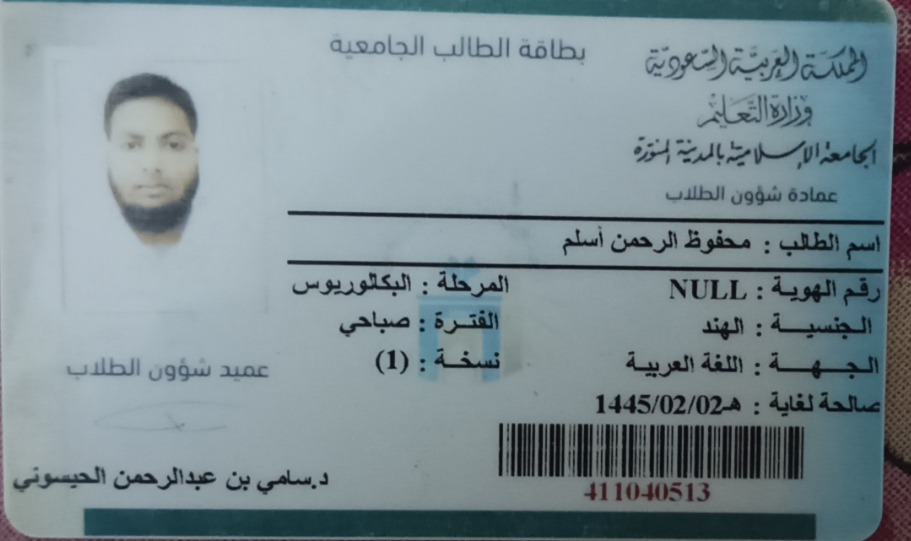 بطاقة الطالب الجامعية
المملكة العربية السعودية
وزارة التعليم
الجامعة الإسلامية بالمدينة المنورة
عمادة شؤون الطلاب
اسم الطالب : محفوظ الرحمن أسلم
رقم الهوية : NULL المرحلة : البكالوريوس
الجنسية : الهند الفترة : صباحي
الجهة : اللغة العربية نسخة : (1)
صالحة لغاية : 1445/02/02هـ
411040513
عميد شؤون الطلاب
د.سامي بن عبدالرحمن الحيسوني